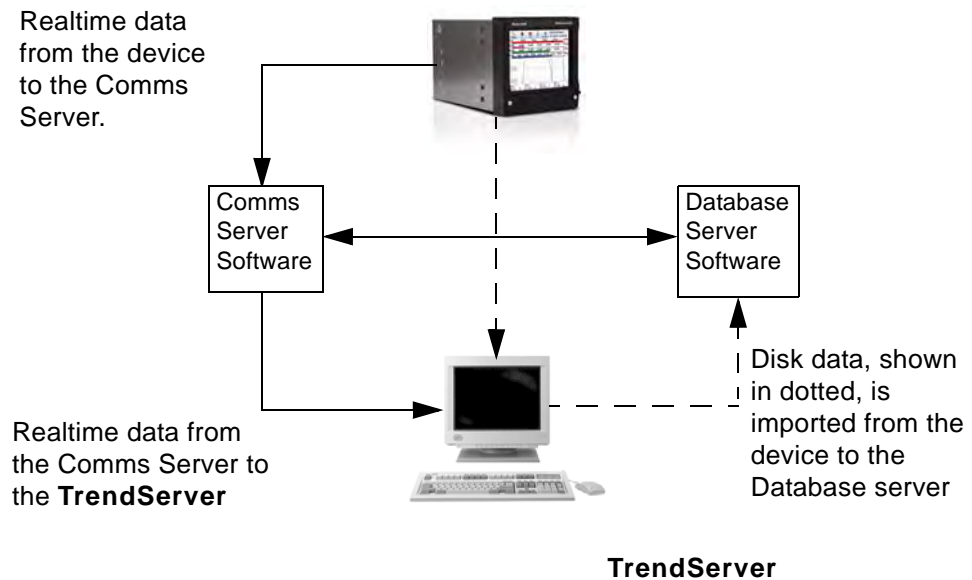 Realtime data
from the device
to the Comms
Server.
Comms
Server
Software
Database
Server
Software
Disk data, shown
in dotted, is
imported from the
device to the
Database server
Realtime data from
the Comms Server to
the TrendServer
TrendServer